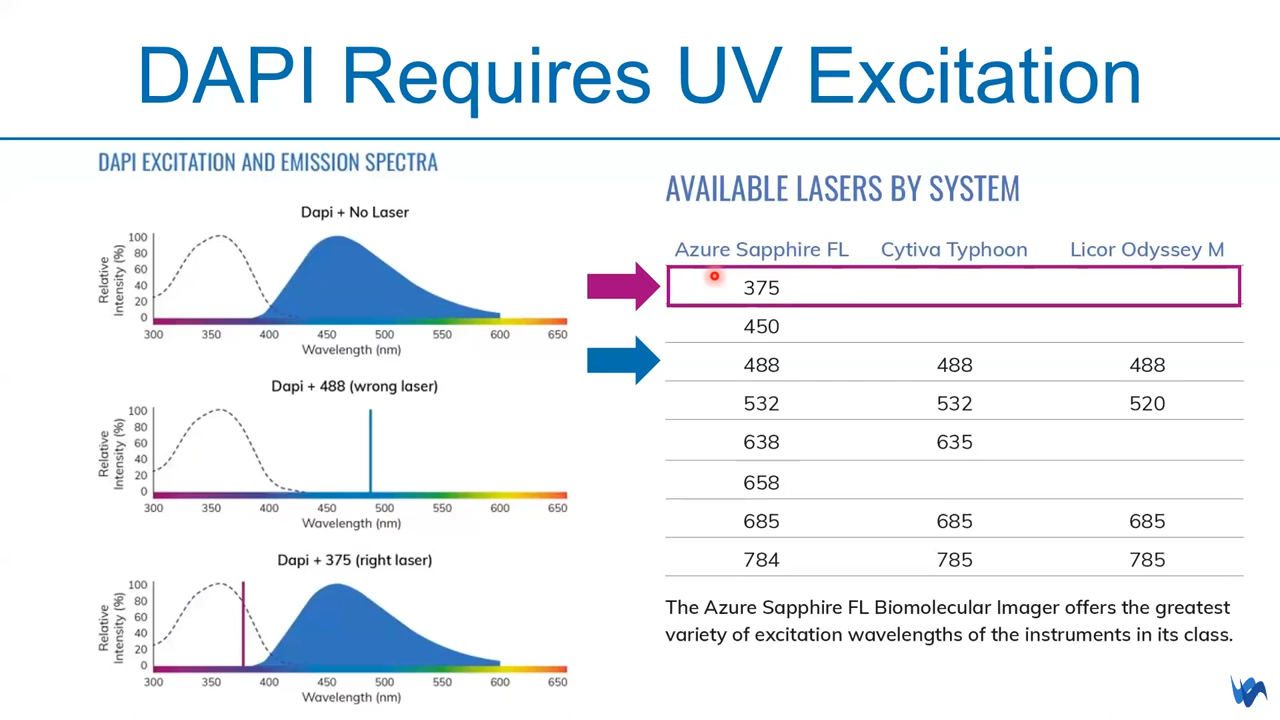 DAPI Requires UV Excitation
DAPI EXCITATION AND EMISSION SPECTRA
Dapi + No Laser
Relative
Intensity (%)
100
80
60
40
20
0
300 350 400 450 500 550 600 650
Wavelength (nm)
Dapi + 488 (wrong laser)
Relative
Intensity (%)
100
80
60
40
20
0
300 350 400 450 500 550 600 650
Wavelength (nm)
Dapi + 375 (right laser)
Relative
Intensity (%)
100
80
60
40
20
0
300 350 400 450 500 550 600 650
Wavelength (nm)
AVAILABLE LASERS BY SYSTEM
Azure Sapphire FL Cytiva Typhoon Licor Odyssey M
375
450
488 488 488
532 532 520
638 635
658
685 685 685
784 785 785
The Azure Sapphire FL Biomolecular Imager offers the greatest
variety of excitation wavelengths of the instruments in its class.